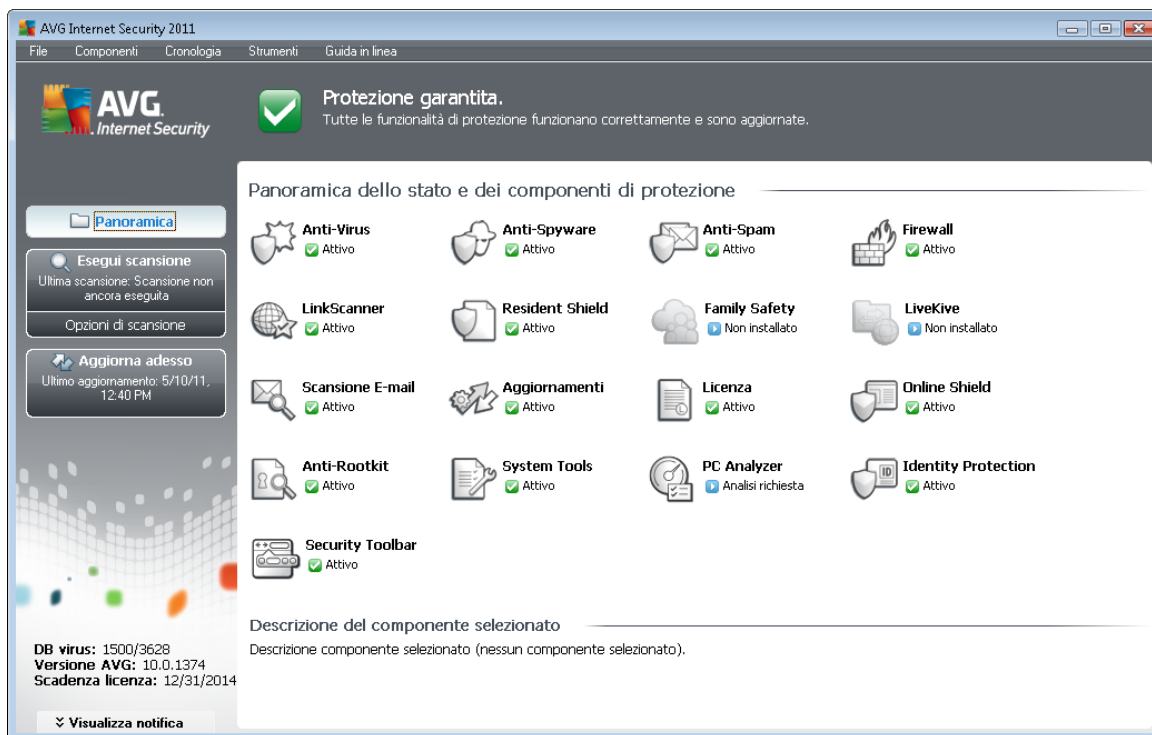 AVG Internet Security 2011
File Componenti Cronologia Strumenti Guida in linea
AVG.
Internet Security
Protezione garantita.
Tutte le funzionalità di protezione funzionano correttamente e sono aggiornate.
Panoramica
Esegui scansione
Ultima scansione: Scansione non
ancora eseguita
Opzioni di scansione
Aggiorna adesso
Ultimo aggiornamento: 5/10/11,
12:40 PM
Panoramica dello stato e dei componenti di protezione
Anti-Virus
Attivo
Anti-Spyware
Attivo
Anti-Spam
Attivo
Firewall
Attivo
LinkScanner
Attivo
Resident Shield
Attivo
Family Safety
Non installato
LiveKive
Non installato
Scansione E-mail
Attivo
Aggiornamenti
Attivo
Licenza
Attivo
Online Shield
Attivo
Anti-Rootkit
Attivo
System Tools
Attivo
PC Analyzer
Analisi richiesta
ID
Identity Protection
Attivo
Security Toolbar
Attivo
Descrizione del componente selezionato
Descrizione componente selezionato (nessun componente selezionato).
DB virus: 1500/3628
Versione AVG: 10.0.1374
Scadenza licenza: 12/31/2014
Visualizza notifica